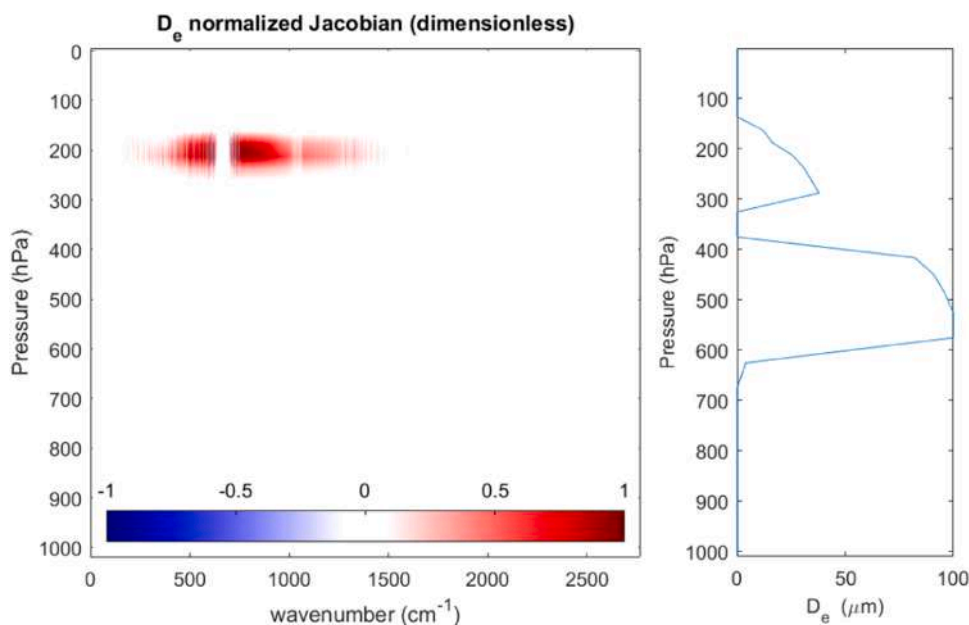 D_e normalized Jacobian (dimensionless)
0
100
200
300
400
500
600
700
800
900
1000
Pressure (hPa)
-1 -0.5 0 0.5 1
0 500 1000 1500 2000 2500
wavenumber (cm^-1)
100
200
300
400
500
600
700
800
900
1000
Pressure (hPa)
0 50 100
D_e (μm)